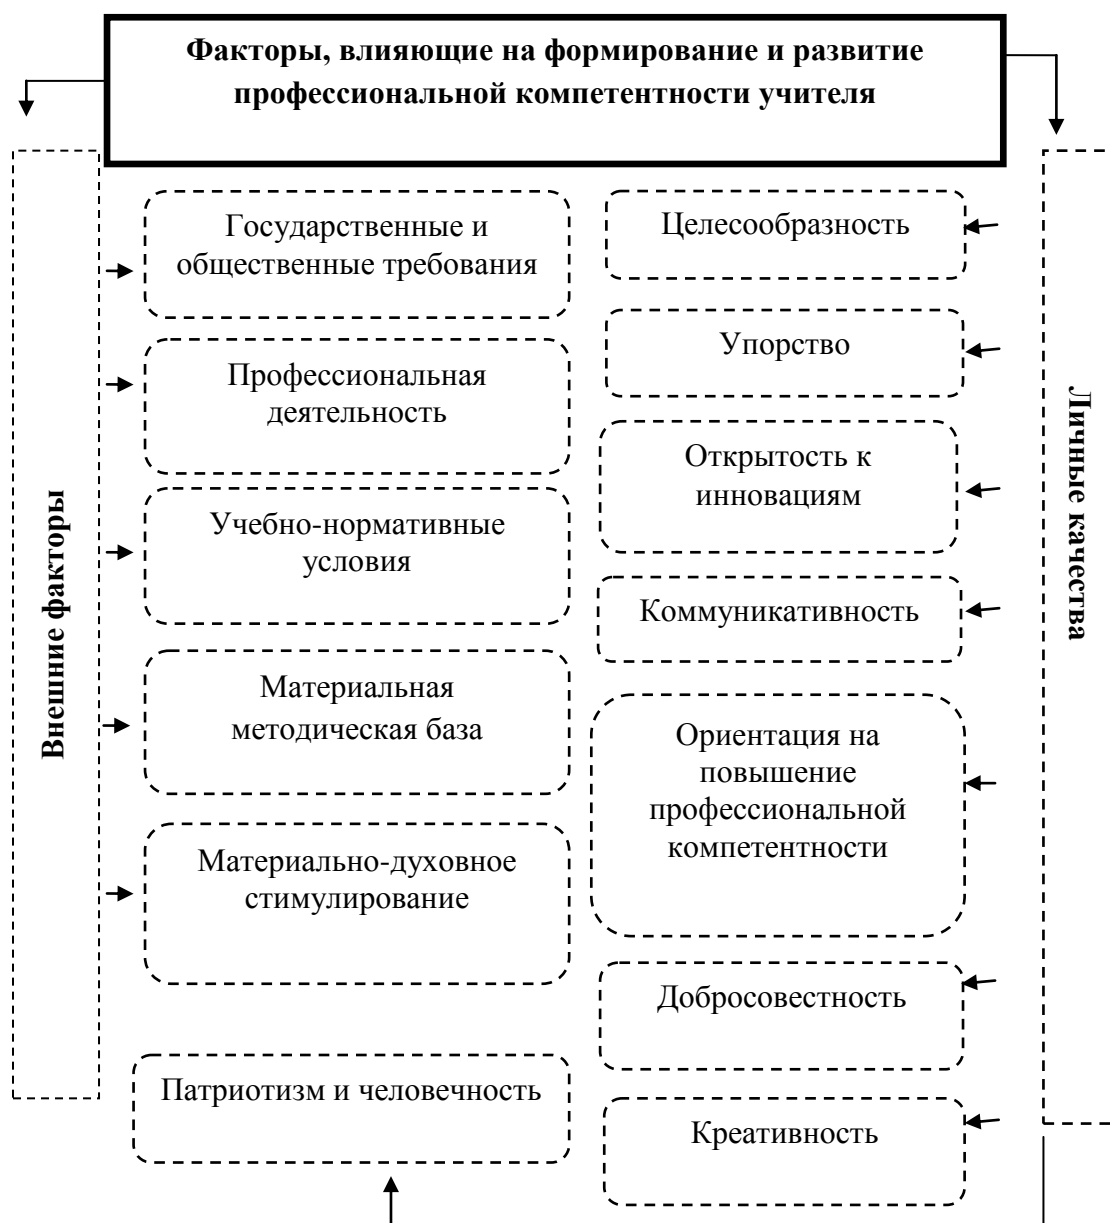 Факторы, влияющие на формирование и развитие
профессиональной компетентности учителя
Внешние факторы
Государственные и
общественные требования
Профессиональная
деятельность
Учебно-нормативные
условия
Материальная
методическая база
Материально-духовное
стимулирование
Патриотизм и человечность
Целесообразность
Упорство
Открытость к
инновациям
Коммуникативность
Ориентация на
повышение
профессиональной
компетентности
Добросовестность
Креативность
Личные качества